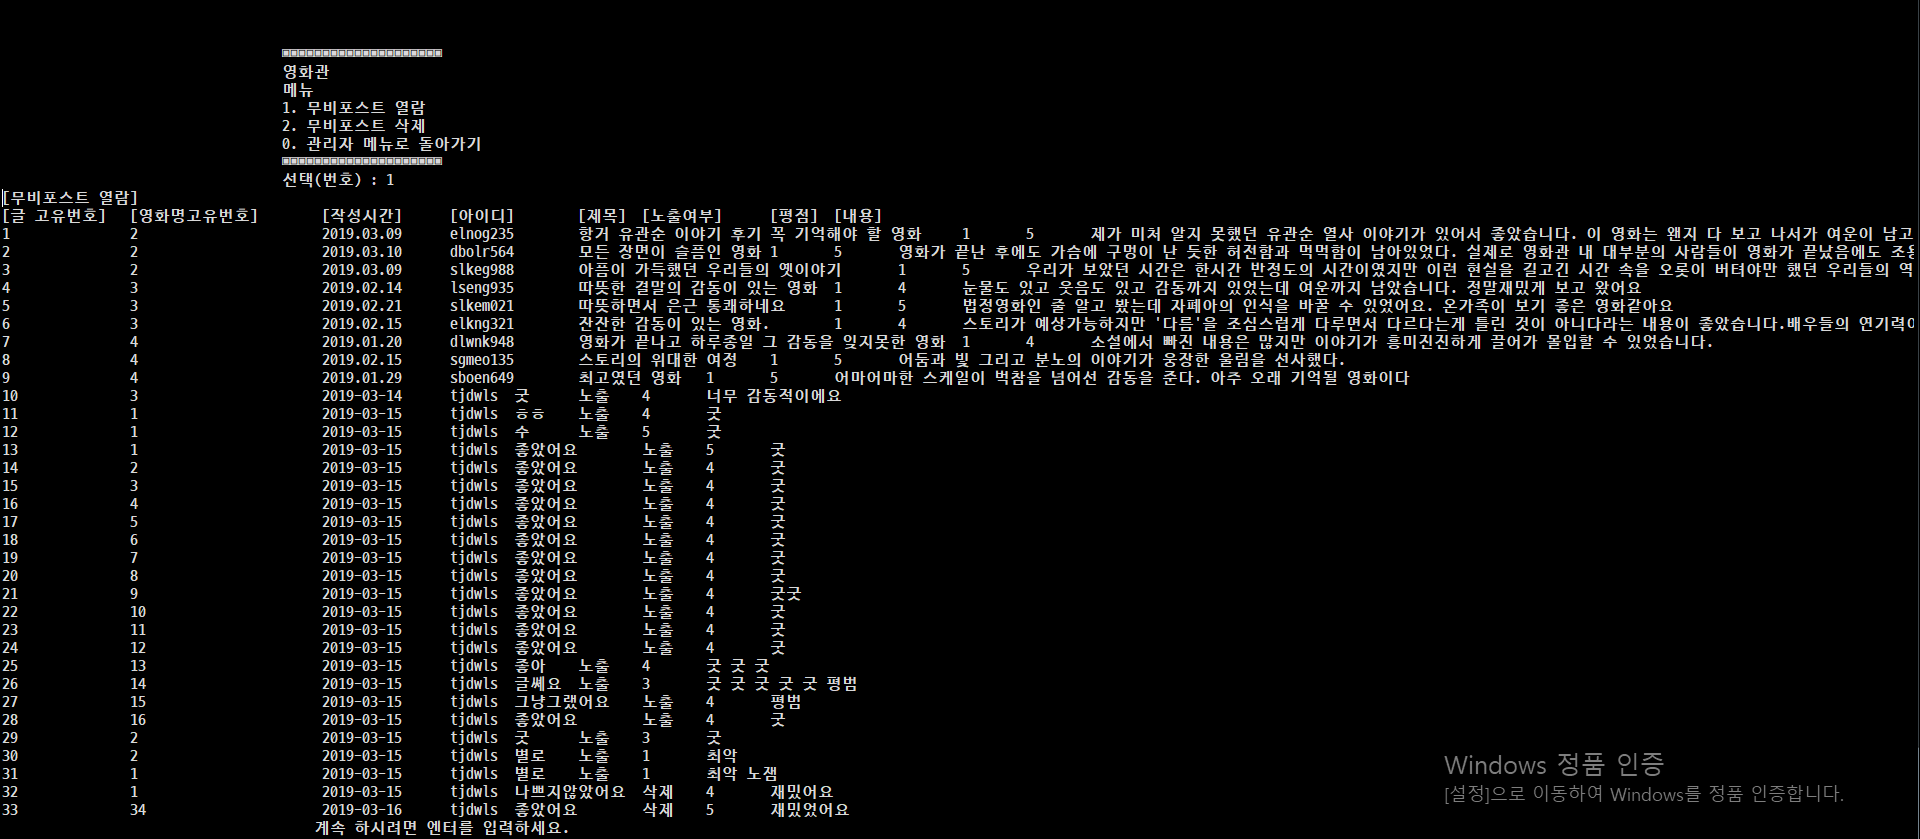 ▣▣▣▣▣▣▣▣▣▣▣▣▣▣▣▣▣▣▣▣
영화관
메뉴
1. 무비포스트 열람
2. 무비포스트 삭제
0. 관리자 메뉴로 돌아가기
▣▣▣▣▣▣▣▣▣▣▣▣▣▣▣▣▣▣▣▣
선택(번호) : 1
[무비포스트 열람]
[글 고유번호] [영화명고유번호] [작성시간] [아이디] [제목] [노출여부] [평점] [내용]
1 2 2019.03.09 elnog235 항거 유관순 이야기 후기 꼭 기억해야 할 영화 1 5 제가 미처 알지 못했던 유관순 열사 이야기가 있어서 좋았습니다. 이 영화는 왠지 다 보고 나서가 여운이 남고
2 2 2019.03.10 dbolr564 모든 장면이 슬픔인 영화 1 5 영화가 끝난 후에도 가슴에 구멍이 난 듯한 허전함과 먹먹함이 남아있었다. 실제로 영화관 내 대부분의 사람들이 영화가 끝났음에도 조용
3 2 2019.03.09 slkeg988 아픔이 가득했던 우리들의 옛이야기 1 5 우리가 보았던 시간은 한시간 반정도의 시간이였지만 이런 현실을 길고긴 시간 속을 오롯이 버텨야만 했던 우리들의 역
4 3 2019.02.14 lseng935 따뜻한 결말의 감동이 있는 영화 1 4 눈물도 있고 웃음도 있고 감동까지 있었는데 여운까지 남았습니다. 정말재밌게 보고 왔어요
5 3 2019.02.21 slkem021 따뜻하면서 은근 통쾌하네요 1 5 법정영화인 줄 알고 봤는데 자폐아의 인식을 바꿀 수 있었어요. 온가족이 보기 좋은 영화같아요
6 3 2019.02.15 elkng321 잔잔한 감동이 있는 영화. 1 4 스토리가 예상가능하지만 '다름'을 조심스럽게 다루면서 다르다는게 틀린 것이 아니다라는 내용이 좋았습니다.배우들의 연기력이
7 4 2019.01.20 dlwnk948 영화가 끝나고 하루종일 그 감동을 잊지못한 영화 1 4 소설에서 빠진 내용은 많지만 이야기가 흥미진진하게 끌어가 몰입할 수 있었습니다.
8 4 2019.02.15 sgmeo135 스토리의 위대한 여정 1 5 어둠과 빛 그리고 분노의 이야기가 웅장한 울림을 선사했다.
9 4 2019.01.29 sboen649 최고였던 영화 1 5 어마어마한 스케일이 벅참을 넘어선 감동을 준다. 아주 오래 기억될 영화이다
10 3 2019-03-14 tjdwls 굿 노출 4 너무 감동적이에요
11 1 2019-03-15 tjdwls ㅎㅎ 노출 4 굿
12 1 2019-03-15 tjdwls 수 노출 5 굿
13 1 2019-03-15 tjdwls 좋았어요 노출 5 굿
14 2 2019-03-15 tjdwls 좋았어요 노출 4 굿
15 3 2019-03-15 tjdwls 좋았어요 노출 4 굿
16 4 2019-03-15 tjdwls 좋았어요 노출 4 굿
17 5 2019-03-15 tjdwls 좋았어요 노출 4 굿
18 6 2019-03-15 tjdwls 좋았어요 노출 4 굿
19 7 2019-03-15 tjdwls 좋았어요 노출 4 굿
20 8 2019-03-15 tjdwls 좋았어요 노출 4 굿
21 9 2019-03-15 tjdwls 좋았어요 노출 4 굿굿
22 10 2019-03-15 tjdwls 좋았어요 노출 4 굿
23 11 2019-03-15 tjdwls 좋았어요 노출 4 굿
24 12 2019-03-15 tjdwls 좋았어요 노출 4 굿
25 13 2019-03-15 tjdwls 좋아 노출 4 굿 굿 굿
26 14 2019-03-15 tjdwls 글쎄요 노출 3 굿 굿 굿 굿 굿 평범
27 15 2019-03-15 tjdwls 그냥그랬어요 노출 4 평범
28 16 2019-03-15 tjdwls 좋았어요 노출 4 굿
29 2 2019-03-15 tjdwls 굿 노출 3 굿
30 2 2019-03-15 tjdwls 별로 노출 1 최악
31 1 2019-03-15 tjdwls 별로 노출 1 최악 노잼
32 1 2019-03-15 tjdwls 나쁘지않았어요 삭제 4 재밌어요
33 34 2019-03-16 tjdwls 좋았어요 삭제 5 재밌었어요
계속 하시려면 엔터를 입력하세요.
Windows 정품 인증
[설정]으로 이동하여 Windows를 정품 인증합니다.